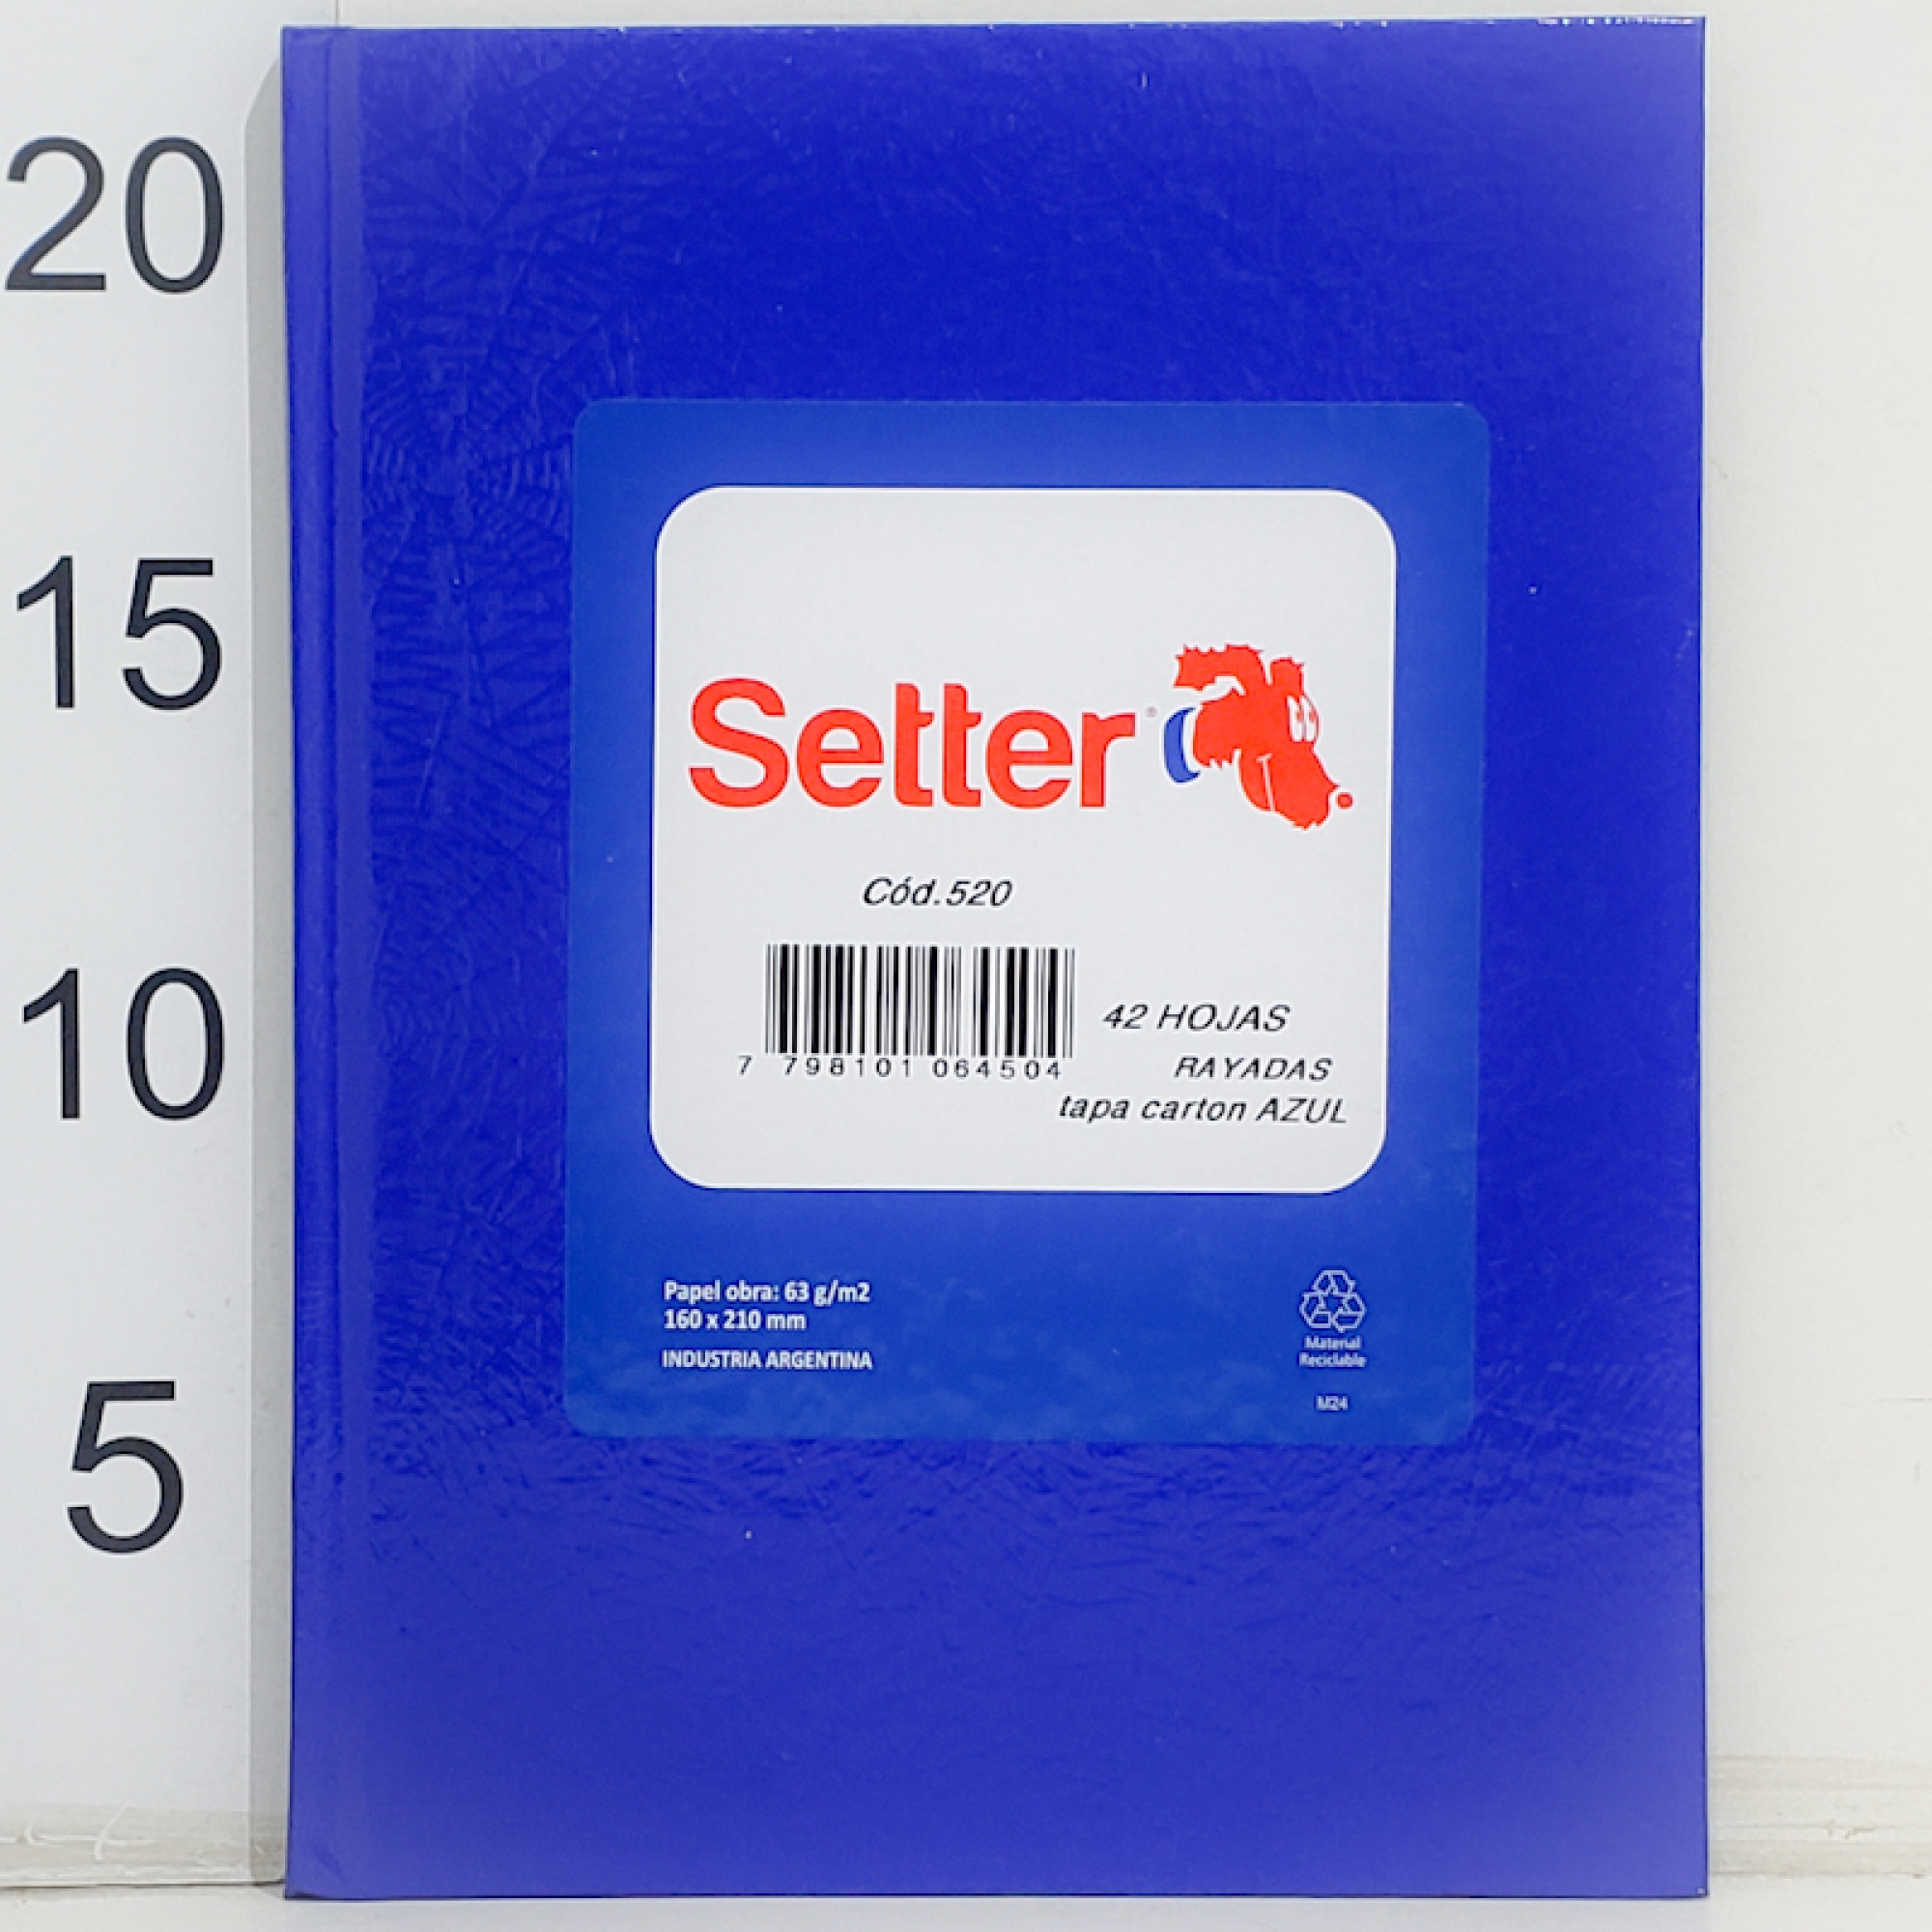 20
15
10
5
Setter®
Cód.520
7 798101 064504
42 HOJAS
RAYADAS
tapa carton AZUL
Papel obra: 63 g/m2
160 x 210 mm
INDUSTRIA ARGENTINA
Material
Reciclable
M24